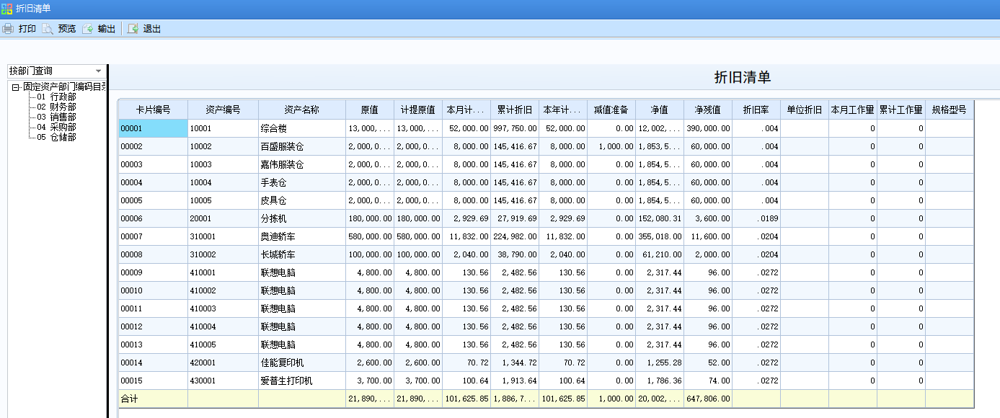 折旧清单
打印 预览 输出 退出
按部门查询
折旧清单
固定资产部门编码目录
01 行政部
02 财务部
03 销售部
04 采购部
05 仓储部
卡片编号 资产编号 资产名称 原值 计提原值 本月计... 累计折旧 本年计... 减值准备 净值 净残值 折旧率 单位折旧 本月工作量 累计工作量 规格型号
00001 10001 综合楼 13,000,... 13,000,... 52,000.00 997,750.00 52,000.00 0.00 12,002,... 390,000.00 .004 0 0
00002 10002 百盛服装仓 2,000,0... 2,000,0... 8,000.00 145,416.67 8,000.00 1,000.00 1,853,5... 60,000.00 .004 0 0
00003 10003 嘉伟服装仓 2,000,0... 2,000,0... 8,000.00 145,416.67 8,000.00 0.00 1,854,5... 60,000.00 .004 0 0
00004 10004 手表仓 2,000,0... 2,000,0... 8,000.00 145,416.67 8,000.00 0.00 1,854,5... 60,000.00 .004 0 0
00005 10005 皮具仓 2,000,0... 2,000,0... 8,000.00 145,416.67 8,000.00 0.00 1,854,5... 60,000.00 .004 0 0
00006 20001 分拣机 180,000.00 180,000.00 2,929.69 27,919.69 2,929.69 0.00 152,080.31 3,600.00 .0189 0 0
00007 310001 奥迪轿车 580,000.00 580,000.00 11,832.00 224,982.00 11,832.00 0.00 355,018.00 11,600.00 .0204 0 0
00008 310002 长城轿车 100,000.00 100,000.00 2,040.00 38,790.00 2,040.00 0.00 61,210.00 2,000.00 .0204 0 0
00009 410001 联想电脑 4,800.00 4,800.00 130.56 2,482.56 130.56 0.00 2,317.44 96.00 .0272 0 0
00010 410002 联想电脑 4,800.00 4,800.00 130.56 2,482.56 130.56 0.00 2,317.44 96.00 .0272 0 0
00011 410003 联想电脑 4,800.00 4,800.00 130.56 2,482.56 130.56 0.00 2,317.44 96.00 .0272 0 0
00012 410004 联想电脑 4,800.00 4,800.00 130.56 2,482.56 130.56 0.00 2,317.44 96.00 .0272 0 0
00013 410005 联想电脑 4,800.00 4,800.00 130.56 2,482.56 130.56 0.00 2,317.44 96.00 .0272 0 0
00014 420001 佳能复印机 2,600.00 2,600.00 70.72 1,344.72 70.72 0.00 1,255.28 52.00 .0272 0 0
00015 430001 爱普生打印机 3,700.00 3,700.00 100.64 1,913.64 100.64 0.00 1,786.36 74.00 .0272 0 0
合计 21,890,... 21,890,... 101,625.85 1,886,7... 101,625.85 1,000.00 20,002,... 647,806.00